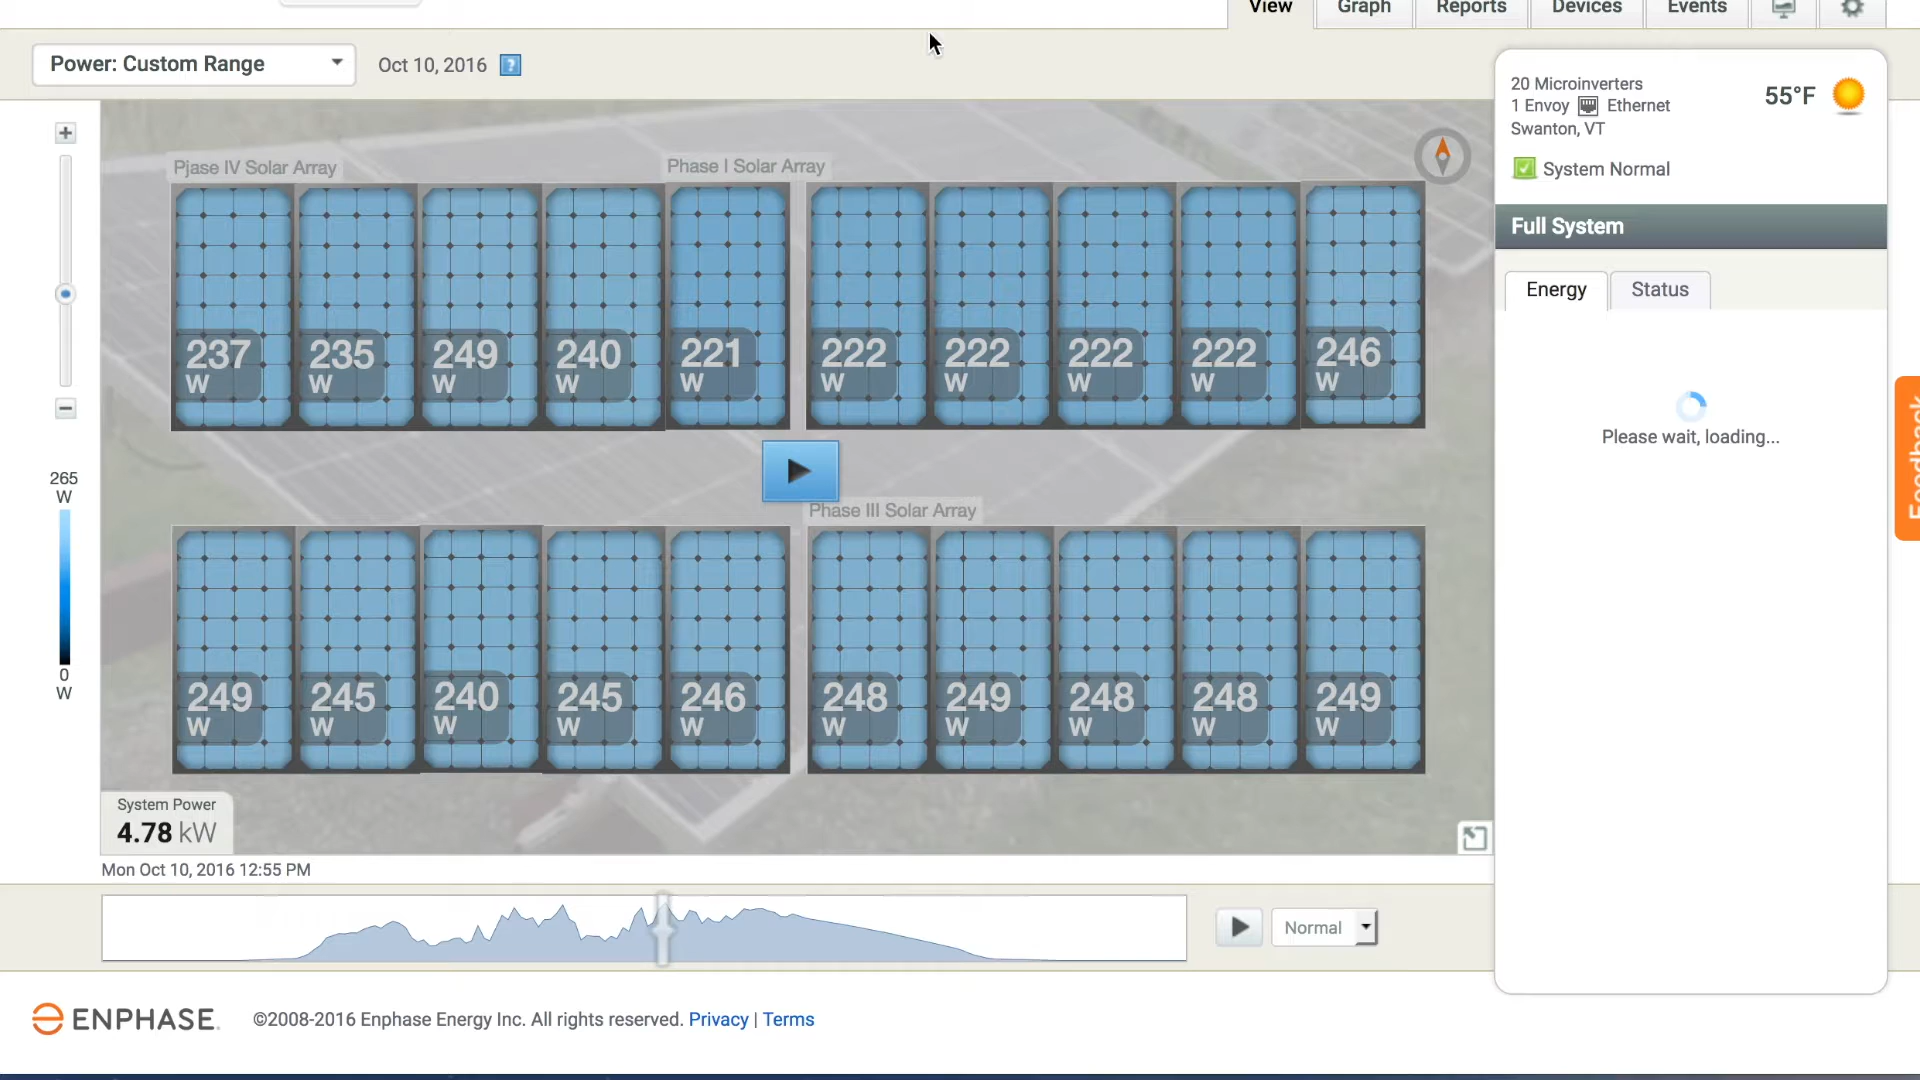 View
Graph
Reports
Devices
Events
Power: Custom Range
Oct 10, 2016
?
20 Microinverters
1 Envoy Ethernet
Swanton, VT
55°F
System Normal
Full System
Energy
Status
Please wait, loading...
Feedback
Pjase IV Solar Array
Phase I Solar Array
237 W
235 W
249 W
240 W
221 W
222 W
222 W
222 W
222 W
246 W
265
W
0
W
Phase III Solar Array
249 W
245 W
240 W
245 W
246 W
248 W
249 W
248 W
248 W
249 W
System Power
4.78 kW
Mon Oct 10, 2016 12:55 PM
Normal
ENPHASE.
©2008-2016 Enphase Energy Inc. All rights reserved. Privacy | Terms